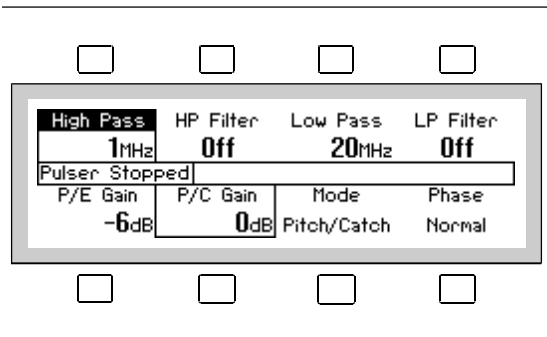 High Pass HP Filter Low Pass LP Filter
1MHz Off 20MHz Off
Pulser Stopped
P/E Gain P/C Gain Mode Phase
-6dB 0dB Pitch/Catch Normal